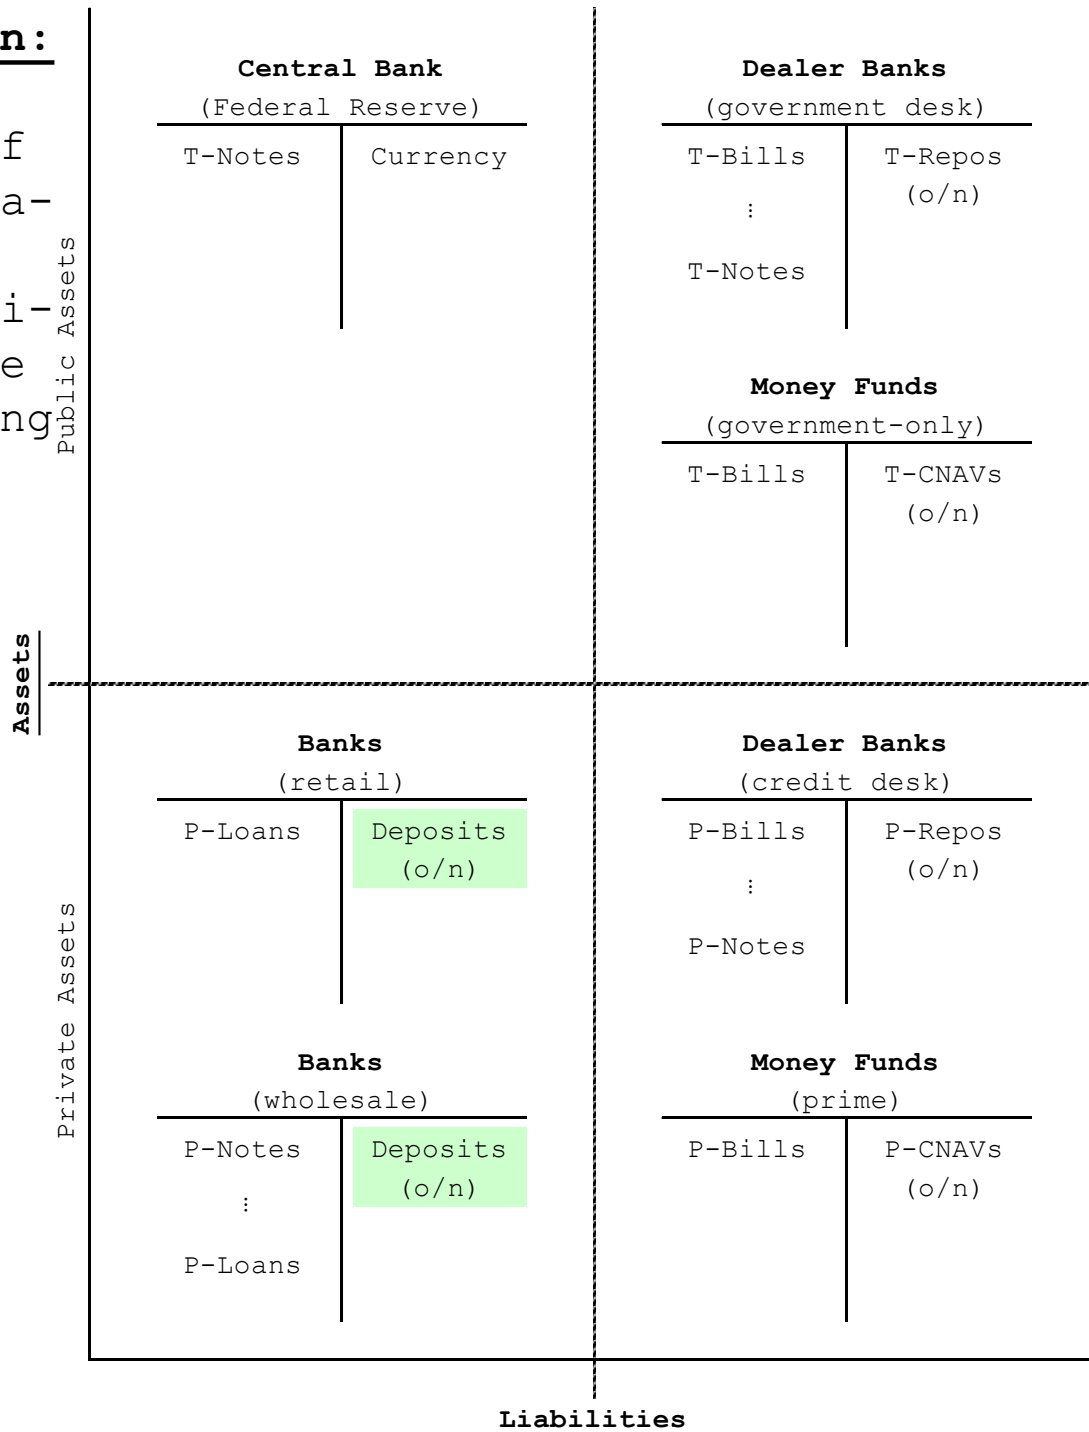 n:
f
a-
i-
e
ng
Assets
Public Assets
Private Assets
Central Bank
(Federal Reserve)
T-Notes Currency
Dealer Banks
(government desk)
T-Bills T-Repos
(o/n)
⋮
T-Notes
Money Funds
(government-only)
T-Bills T-CNAVs
(o/n)
Banks
(retail)
P-Loans Deposits
(o/n)
Dealer Banks
(credit desk)
P-Bills P-Repos
(o/n)
⋮
P-Notes
Banks
(wholesale)
P-Notes Deposits
(o/n)
⋮
P-Loans
Money Funds
(prime)
P-Bills P-CNAVs
(o/n)
Liabilities